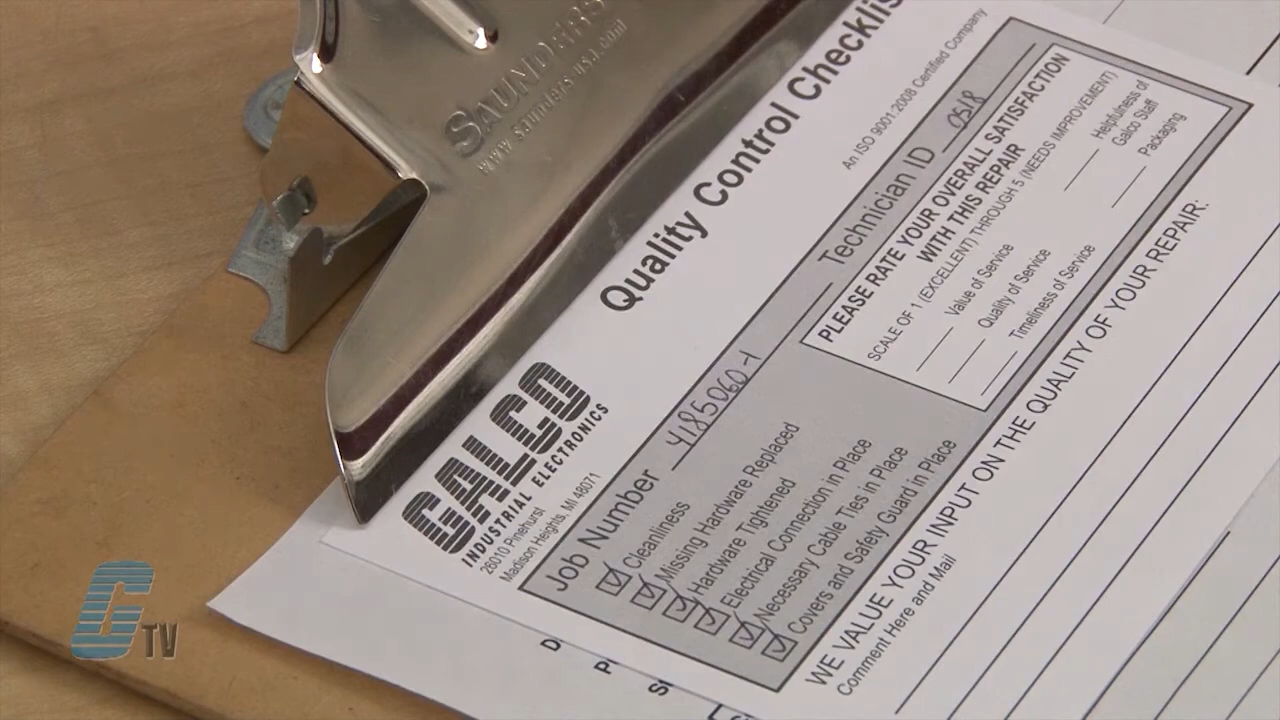 SAUNDERS
www.saunders-usa.com
Quality Control Checklis
An ISO 9001:2008 Certified Company
GALCO
INDUSTRIAL ELECTRONICS
26010 Pinehurst
Madison Heights, MI 48071
Job Number 4185060-1 Technician ID 0518
Cleanliness
Missing Hardware Replaced
Hardware Tightened
Electrical Connection in Place
Necessary Cable Ties in Place
Covers and Safety Guard in Place
PLEASE RATE YOUR OVERALL SATISFACTION
WITH THIS REPAIR
SCALE OF 1 (EXCELLENT) THROUGH 5 (NEEDS IMPROVEMENT)
Value of Service
Quality of Service
Timeliness of Service
Helpfulness of
Galco Staff
Packaging
WE VALUE YOUR INPUT ON THE QUALITY OF YOUR REPAIR:
Comment Here and Mail
G TV